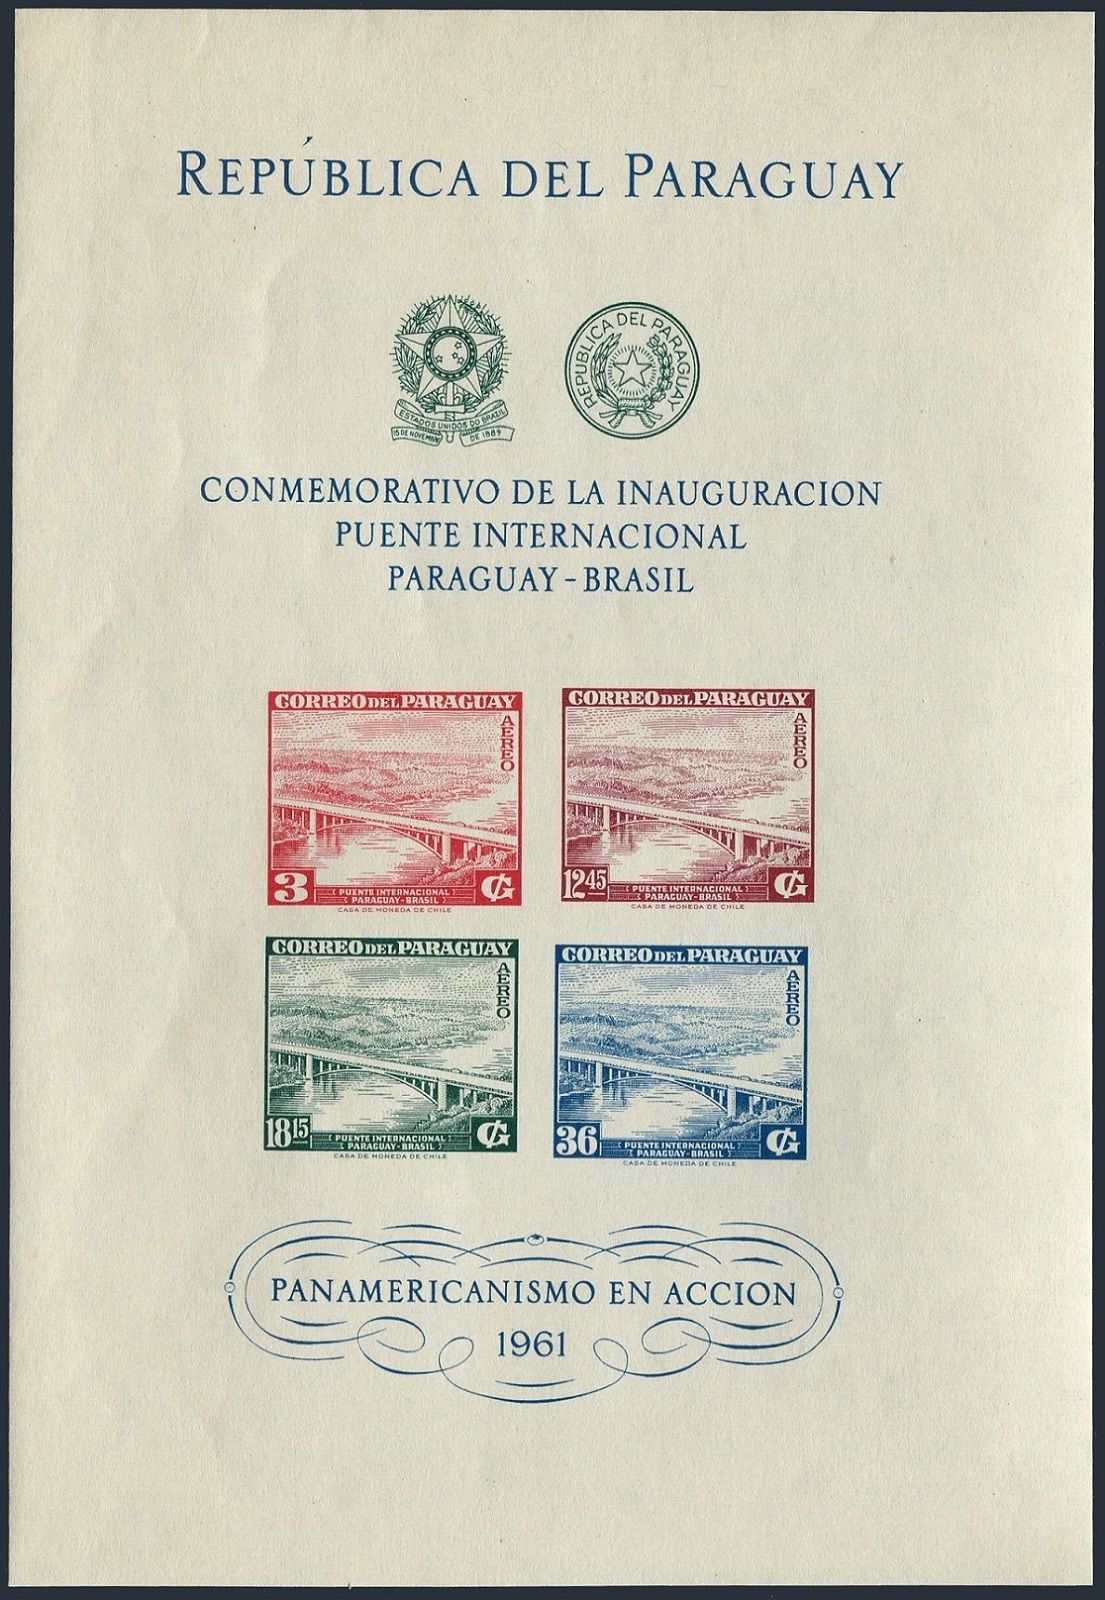 REPÚBLICA DEL PARAGUAY
ESTADOS UNIDOS DO BRAZIL
15 DE NOVEMBRO DE 1889
REPUBLICA DEL PARAGUAY
CONMEMORATIVO DE LA INAUGURACION
PUENTE INTERNACIONAL
PARAGUAY - BRASIL
CORREO DEL PARAGUAY
AEREO
3
PUENTE INTERNACIONAL
PARAGUAY-BRASIL
G
CASA DE MONEDA DE CHILE
CORREO DEL PARAGUAY
AEREO
12 45
PUENTE INTERNACIONAL
PARAGUAY-BRASIL
G
CASA DE MONEDA DE CHILE
CORREO DEL PARAGUAY
AEREO
18 15
PUENTE INTERNACIONAL
PARAGUAY-BRASIL
G
CASA DE MONEDA DE CHILE
CORREO DEL PARAGUAY
AEREO
36
PUENTE INTERNACIONAL
PARAGUAY-BRASIL
G
CASA DE MONEDA DE CHILE
PANAMERICANISMO EN ACCION
1961